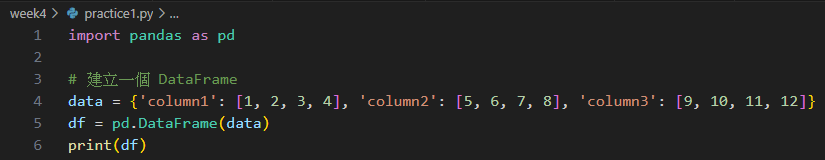 week4 > practice1.py > ...
1 import pandas as pd
2
3 # 建立一個 DataFrame
4 data = {'column1': [1, 2, 3, 4], 'column2': [5, 6, 7, 8], 'column3': [9, 10, 11, 12]}
5 df = pd.DataFrame(data)
6 print(df)